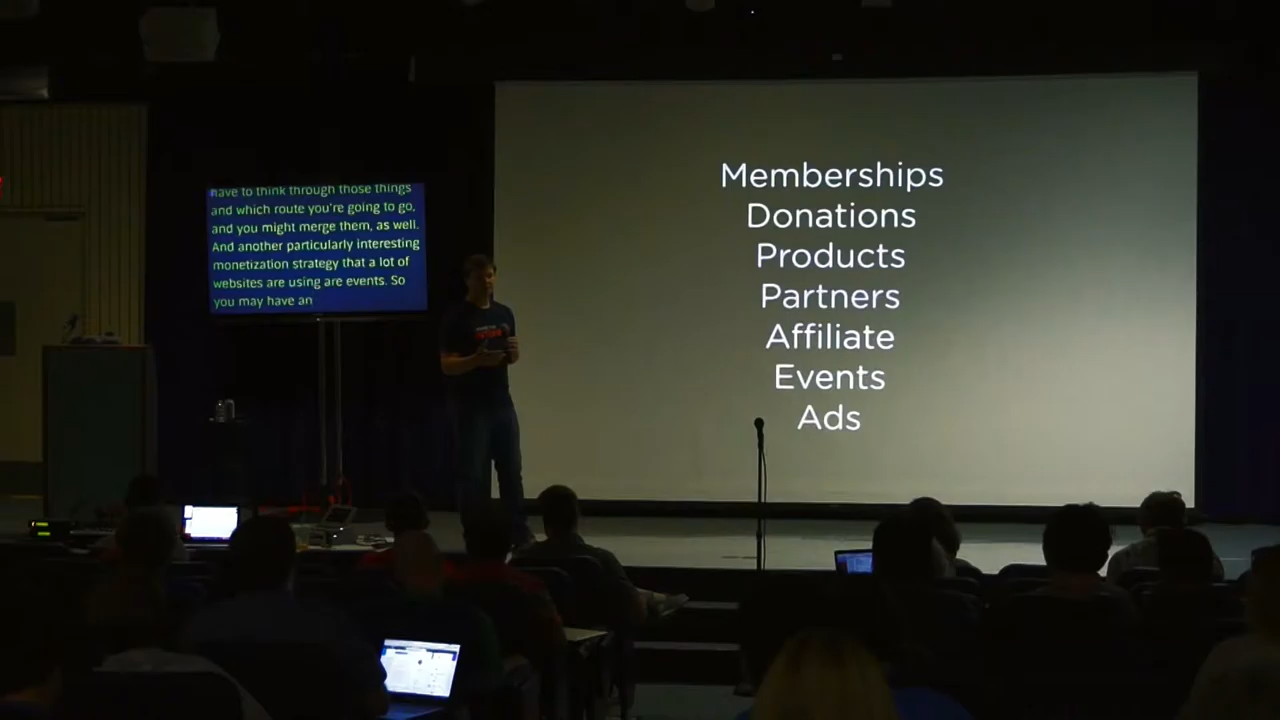 have to think through those things
and which route you're going to go,
and you might merge them, as well.
And another particularly interesting
monetization strategy that a lot of
websites are using are events. So
you may have an
Memberships
Donations
Products
Partners
Affiliate
Events
Ads